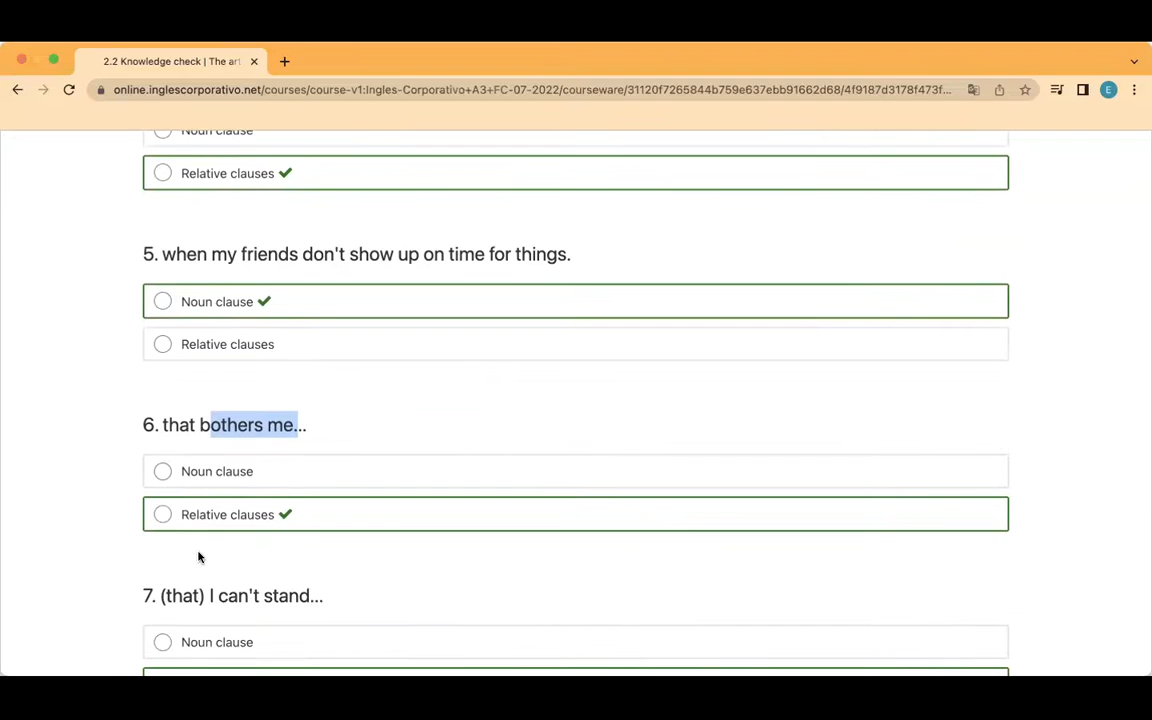 2.2 Knowledge check | The art
online.inglescorporativo.net/courses/course-v1:Ingles-Corporativo+A3+FC-07-2022/courseware/31120f7265844b759e637ebb91662d68/4f9187d3178f473f...
E
Noun clause
Relative clauses
5. when my friends don't show up on time for things.
Noun clause
Relative clauses
6. that bothers me...
Noun clause
Relative clauses
7. (that) I can't stand...
Noun clause